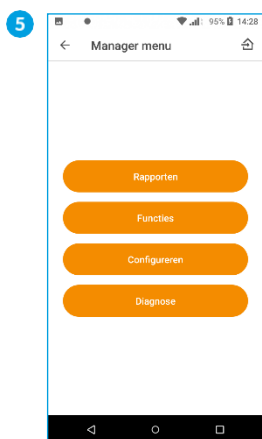 5
95% 14:28
Manager menu
Rapporten
Functies
Configureren
Diagnose